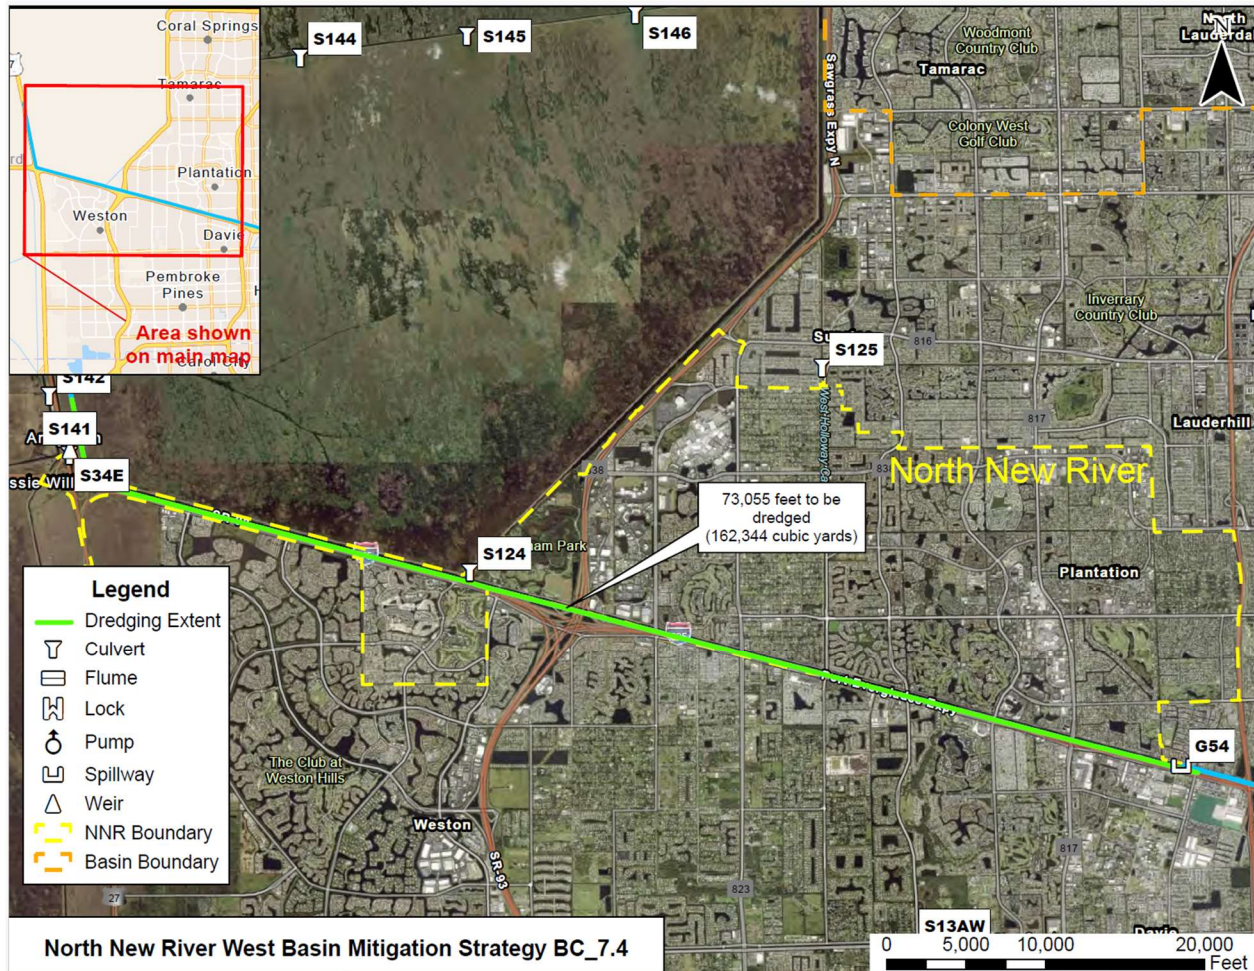 Coral Springs
Tamarac
Plantation
Weston
Davie
Pembroke
Pines
Area shown
on main map
Carol City
S144
S145
S146
Woodmont
Country Club
Tamarac
North
N
Sawgrass Expy N
Colony West
Golf Club
Inverrary
Country Club
816
S125
817
Lauderhill
S142
S141
S34E
North New River
73,055 feet to be
dredged
(162,344 cubic yards)
S124
Plantation
G54
Legend
Dredging Extent
Culvert
Flume
Lock
Pump
Spillway
Weir
NNR Boundary
Basin Boundary
The Club at
Weston Hills
Weston
SR-93
817
823
27
S13AW
Davie
North New River West Basin Mitigation Strategy BC_7.4
0 5,000 10,000 20,000
Feet